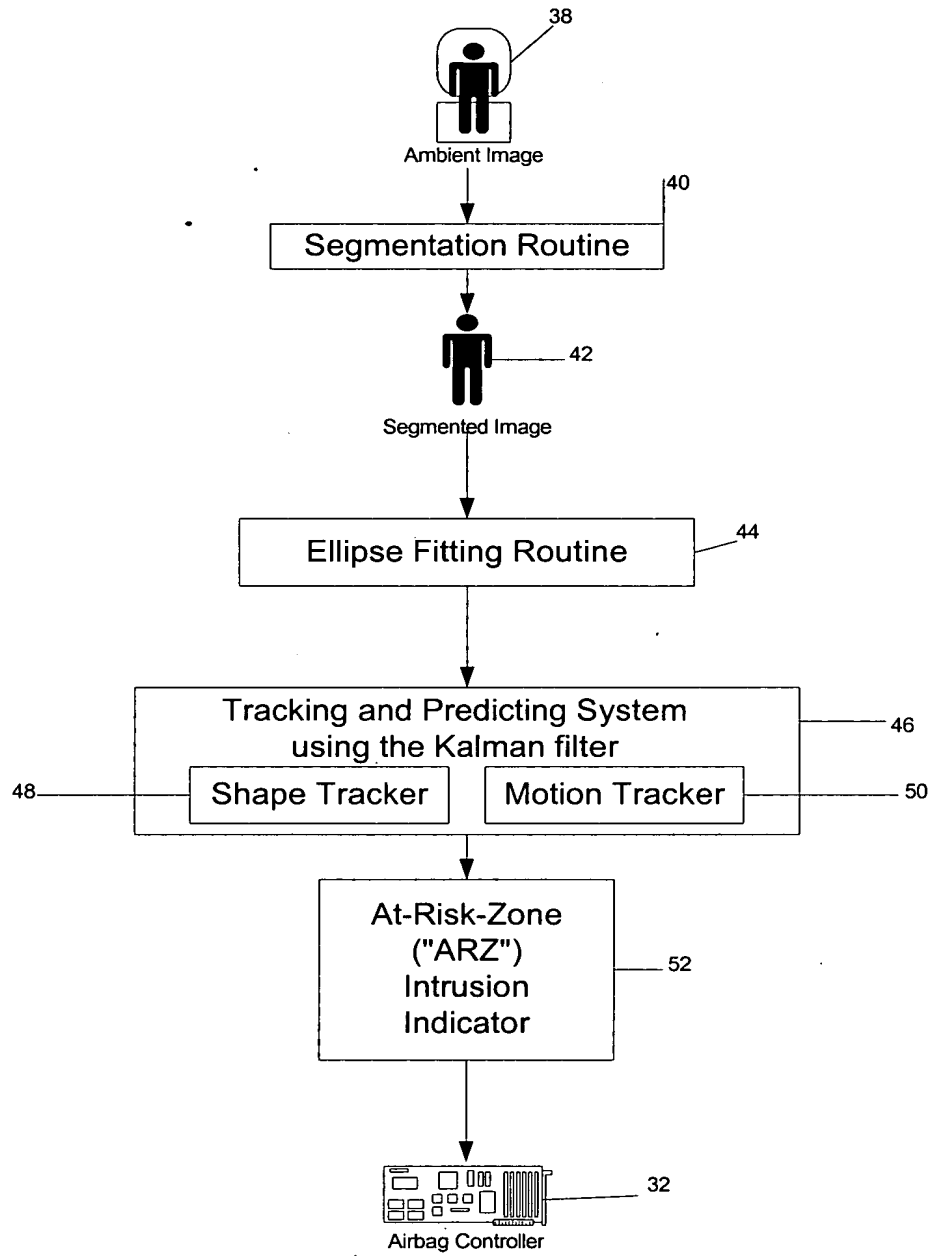 38
Ambient Image
40
Segmentation Routine
42
Segmented Image
Ellipse Fitting Routine
44
Tracking and Predicting System
using the Kalman filter
46
48
Shape Tracker
Motion Tracker
50
At-Risk-Zone
("ARZ")
Intrusion
Indicator
52
32
Airbag Controller